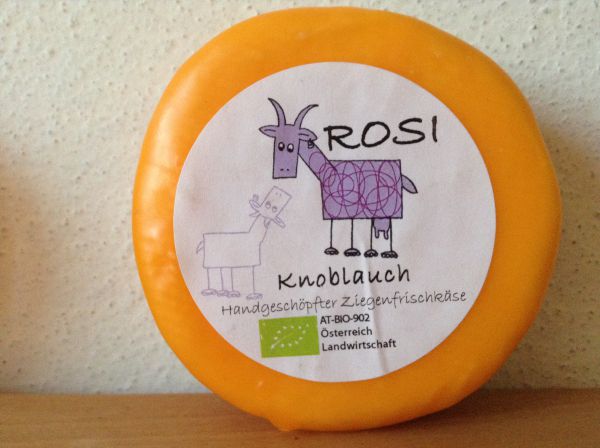 ROSI
Knoblauch
Handgeschöpfter Ziegenfrischkäse
AT-BIO-902
Österreich
Landwirtschaft